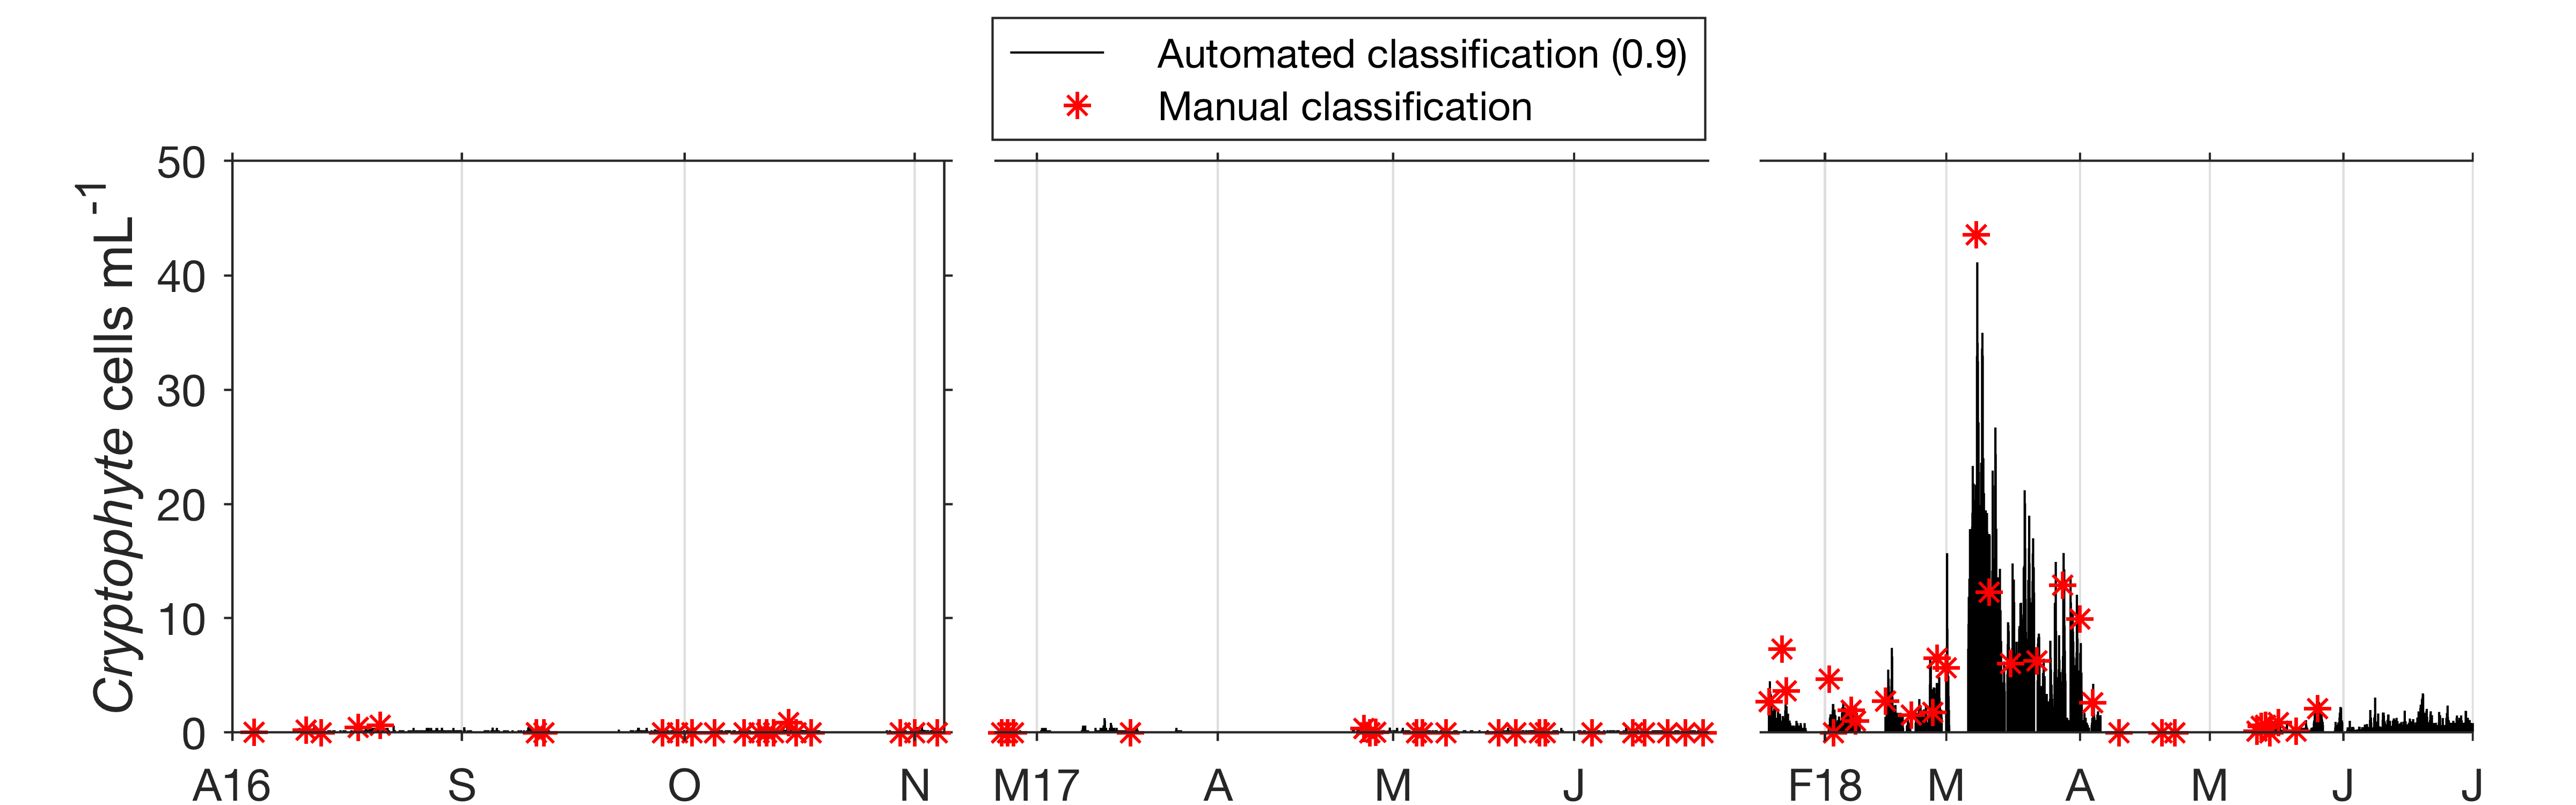 Automated classification (0.9)
Manual classification
Cryptophyte cells mL-1
50
40
30
20
10
0
A16 S O N M17 A M J F18 M A M J J